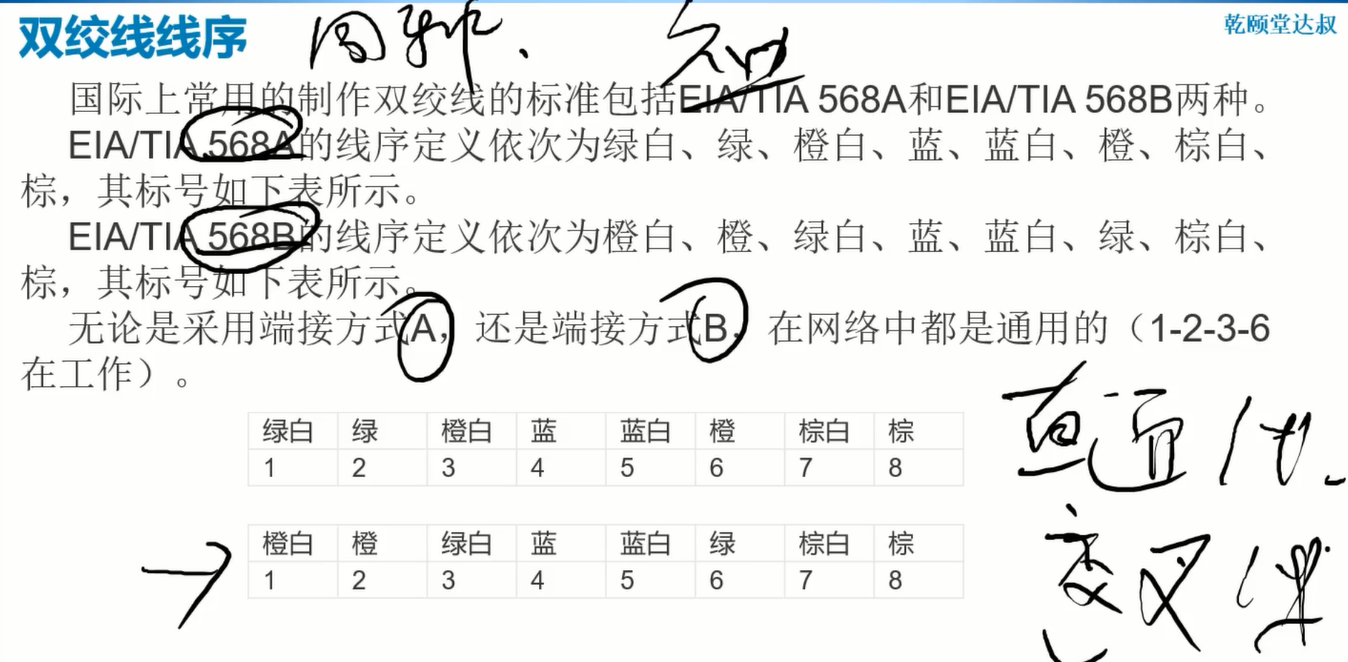 双绞线线序
乾颐堂达叔
国际上常用的制作双绞线的标准包括EIA/TIA 568A和EIA/TIA 568B两种。
EIA/TIA 568A的线序定义依次为绿白、绿、橙白、蓝、蓝白、橙、棕白、
棕，其标号如下表所示。
EIA/TIA 568B的线序定义依次为橙白、橙、绿白、蓝、蓝白、绿、棕白、
棕，其标号如下表所示。
无论是采用端接方式A，还是端接方式B，在网络中都是通用的（1-2-3-6
在工作）。
绿白 绿 橙白 蓝 蓝白 橙 棕白 棕
1 2 3 4 5 6 7 8
橙白 橙 绿白 蓝 蓝白 绿 棕白 棕
1 2 3 4 5 6 7 8
直
交叉